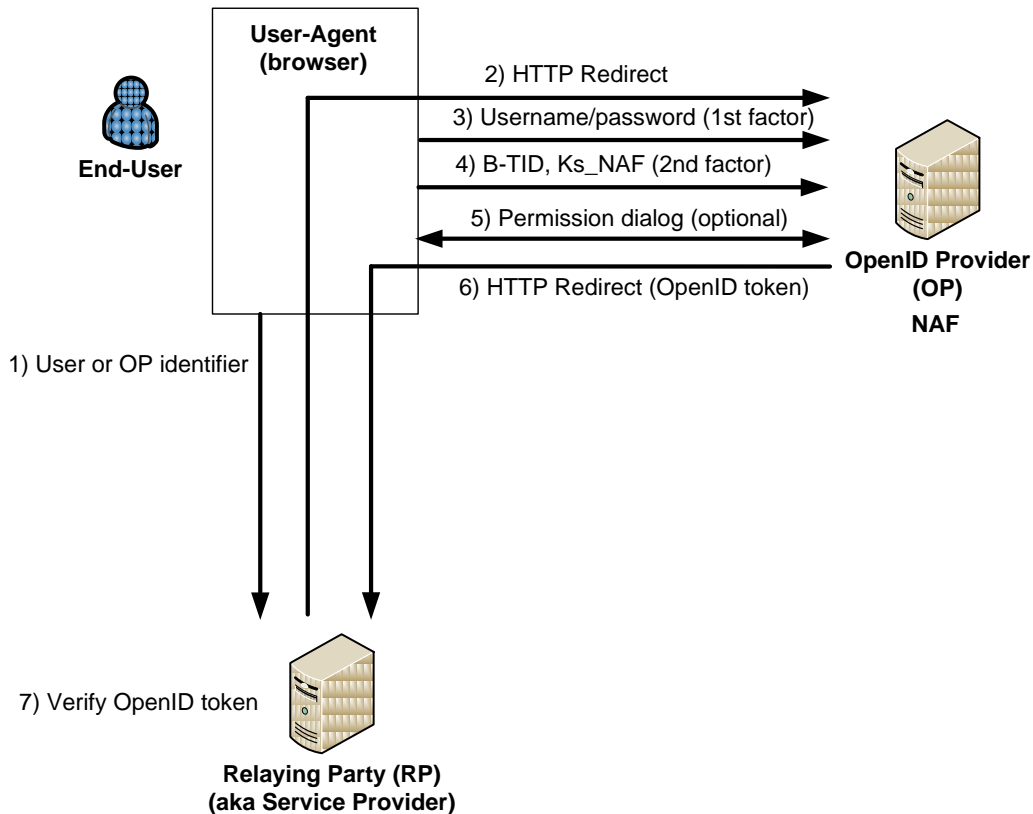 User-Agent
(browser)
2) HTTP Redirect
3) Username/password (1st factor)
End-User
4) B-TID, Ks_NAF (2nd factor)
5) Permission dialog (optional)
OpenID Provider
(OP)
NAF
6) HTTP Redirect (OpenID token)
1) User or OP identifier
7) Verify OpenID token
Relaying Party (RP)
(aka Service Provider)